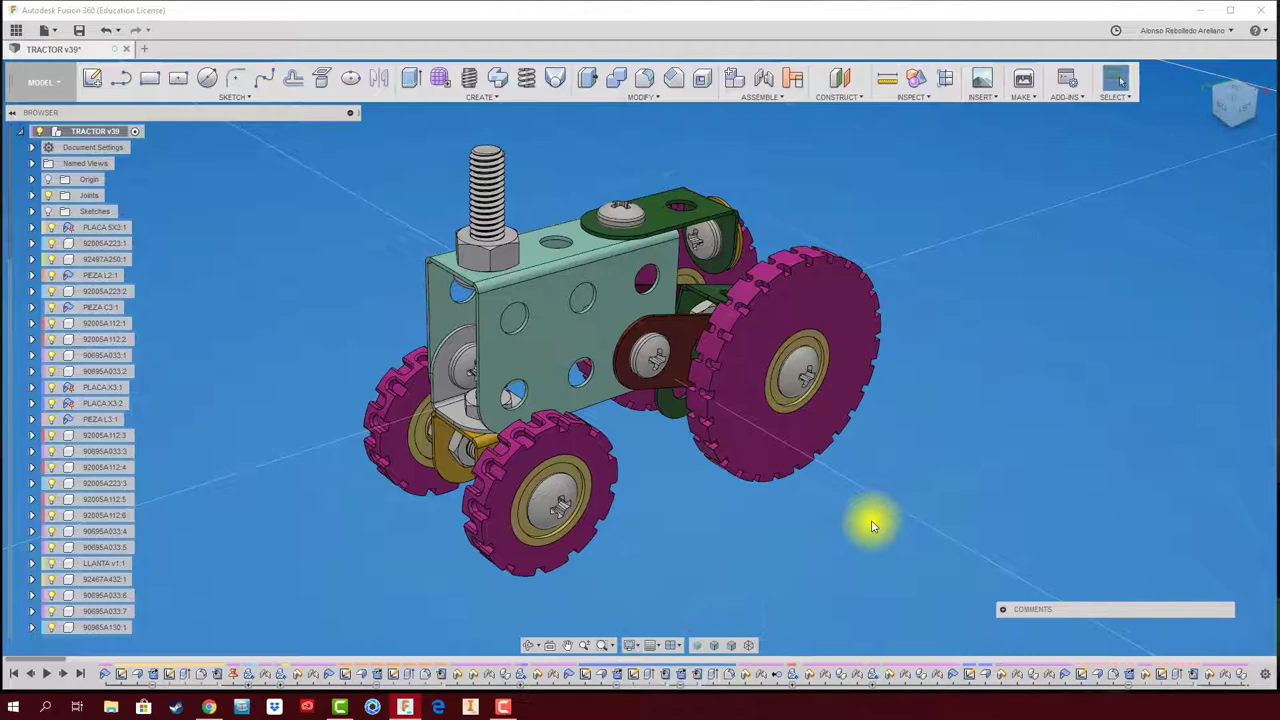 Autodesk Fusion 360 (Education License)
Alonso Rebolledo Arellano
TRACTOR v39*
MODEL
SKETCH
CREATE
MODIFY
ASSEMBLE
CONSTRUCT
INSPECT
INSERT
MAKE
ADD-INS
SELECT
BROWSER
TRACTOR v39
Document Settings
Named Views
Origin
Joints
Sketches
PLACA 5X3:1
92005A223:1
92497A250:1
PIEZA L2:1
92005A223:2
PIEZA C3:1
92005A112:1
92005A112:2
90695A033:1
90695A033:2
PLACA X3:1
PLACA X3:2
PIEZA L3:1
92005A112:3
90695A033:3
92005A112:4
92005A223:3
92005A112:5
92005A112:6
90695A033:4
90695A033:5
LLANTA v1:1
92467A432:1
90695A033:6
90695A033:7
90965A130:1
COMMENTS